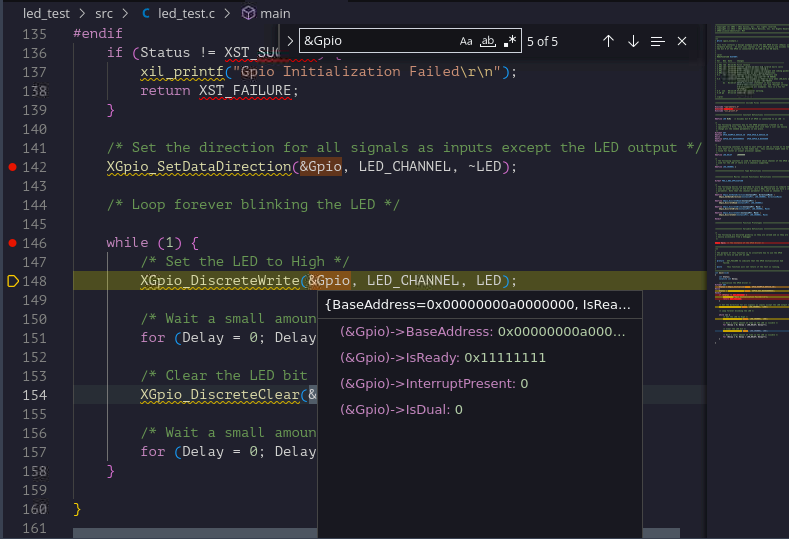 led_test > src > C led_test.c > main
&Gpio Aa ab .* 5 of 5
135 #endif
136 if (Status != XST_SUC
137 xil_printf("Gpio Initialization Failed\r\n");
138 return XST_FAILURE;
139 }
140
141 /* Set the direction for all signals as inputs except the LED output */
142 XGpio_SetDataDirection(&Gpio, LED_CHANNEL, ~LED);
143
144 /* Loop forever blinking the LED */
145
146 while (1) {
147 /* Set the LED to High */
148 XGpio_DiscreteWrite(&Gpio, LED_CHANNEL, LED);
149
{BaseAddress=0x00000000a0000000, IsRea...
(&Gpio)->BaseAddress: 0x00000000a000...
(&Gpio)->IsReady: 0x11111111
(&Gpio)->InterruptPresent: 0
(&Gpio)->IsDual: 0
150 /* Wait a small amoun
151 for (Delay = 0; Delay
152
153 /* Clear the LED bit
154 XGpio_DiscreteClear(&
155
156 /* Wait a small amoun
157 for (Delay = 0; Delay
158 }
159
160 }
161